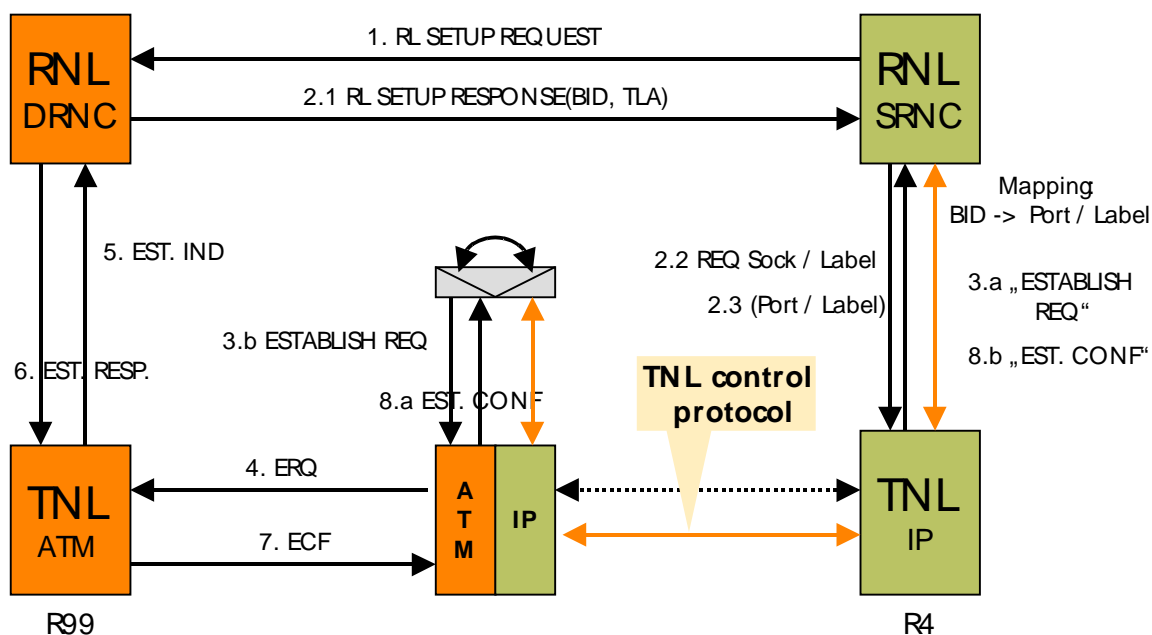 1. RL SETUP REQUEST
RNL
DRNC
RNL
SRNC
2.1 RL SETUP RESPONSE(BID, TLA)
Mapping:
BID -> Port / Label
5. EST. IND
2.2 REQ Sock / Label
2.3 (Port / Label)
3.a „ESTABLISH
REQ“
3.b ESTABLISH REQ
8.b „EST. CONF“
6. EST. RESP.
8.a EST. CONF
TNL control
protocol
4. ERQ
TNL
ATM
A
T
M
IP
TNL
IP
7. ECF
R99
R4